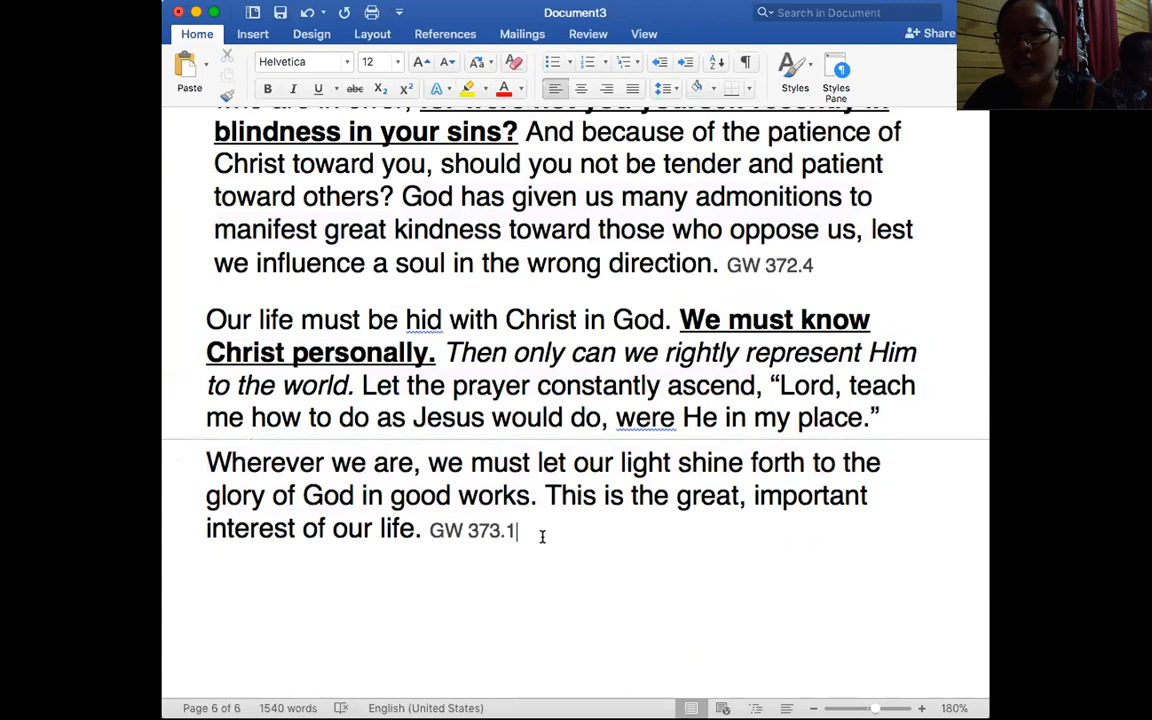 Document3
Search in Document
Home Insert Design Layout References Mailings Review View Share
Paste Helvetica 12 Styles Styles Pane
blindness in your sins? And because of the patience of
Christ toward you, should you not be tender and patient
toward others? God has given us many admonitions to
manifest great kindness toward those who oppose us, lest
we influence a soul in the wrong direction. GW 372.4
Our life must be hid with Christ in God. We must know
Christ personally. Then only can we rightly represent Him
to the world. Let the prayer constantly ascend, “Lord, teach
me how to do as Jesus would do, were He in my place.”
Wherever we are, we must let our light shine forth to the
glory of God in good works. This is the great, important
interest of our life. GW 373.1
Page 6 of 6 1540 words English (United States) 180%